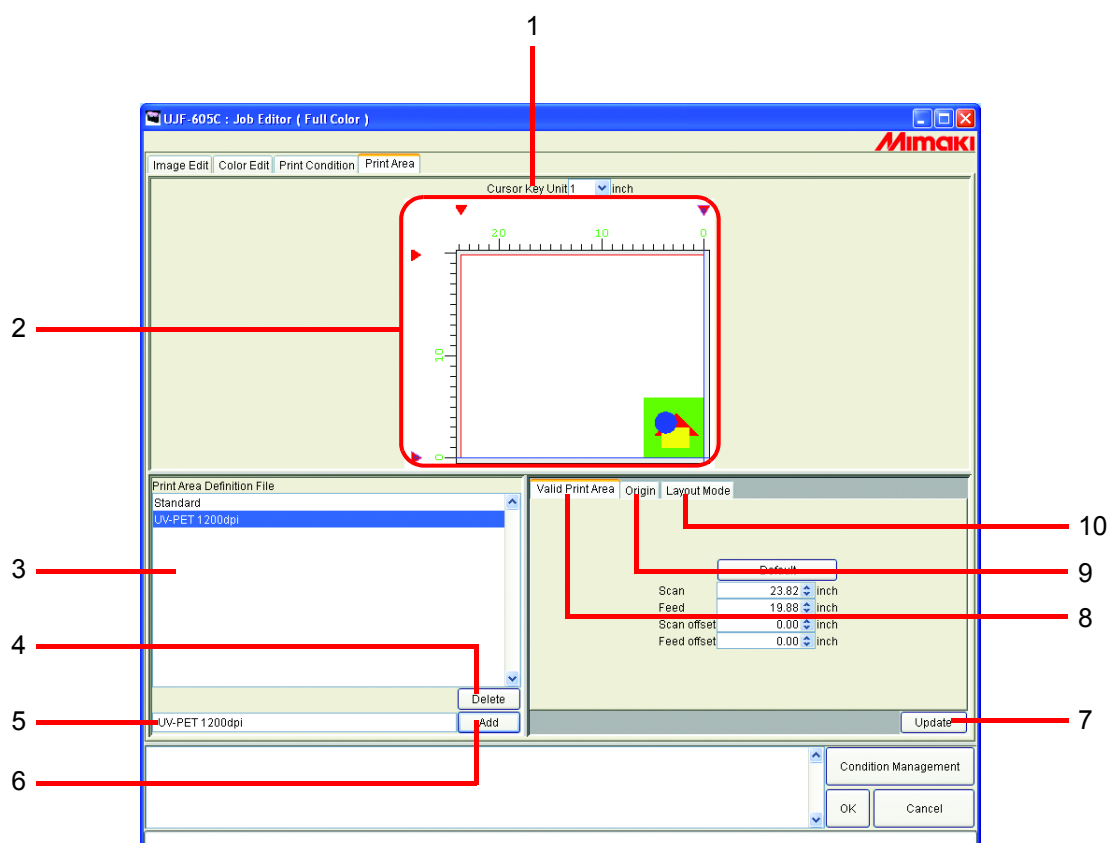 1
UJF-605C : Job Editor ( Full Color )
Mimaki
Image Edit Color Edit Print Condition Print Area
Cursor Key Unit 1 inch
20 10 0
2
10
0
Print Area Definition File
Standard
UV-PET 1200dpi
Valid Print Area Origin Layout Mode
10
3
Default
9
Scan 23.82 inch
Feed 19.88 inch
8
Scan offset 0.00 inch
Feed offset 0.00 inch
4
Delete
5
UV-PET 1200dpi Add
Update
7
6
Condition Management
OK Cancel